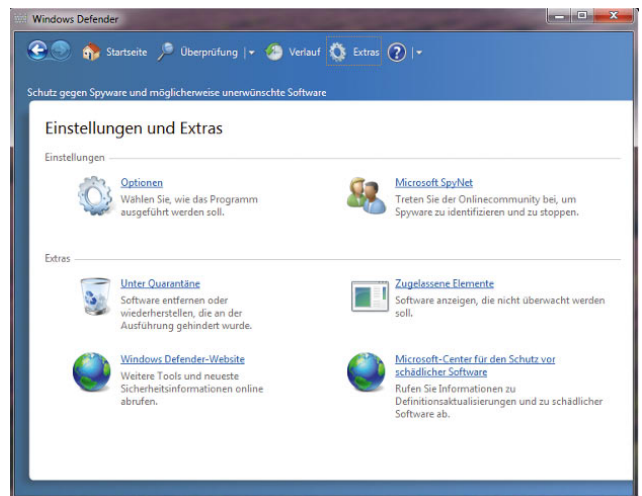 Windows Defender
Startseite Überprüfung Verlauf Extras
Schutz gegen Spyware und möglicherweise unerwünschte Software
Einstellungen und Extras
Einstellungen
Optionen
Wählen Sie, wie das Programm
ausgeführt werden soll.
Microsoft SpyNet
Treten Sie der Onlinecommunity bei, um
Spyware zu identifizieren und zu stoppen.
Extras
Unter Quarantäne
Software entfernen oder
wiederherstellen, die an der
Ausführung gehindert wurde.
Zugelassene Elemente
Software anzeigen, die nicht überwacht werden
soll.
Windows Defender-Website
Weitere Tools und neueste
Sicherheitsinformationen online
abrufen.
Microsoft-Center für den Schutz vor
schädlicher Software
Rufen Sie Informationen zu
Definitionsaktualisierungen und zu schädlicher
Software ab.